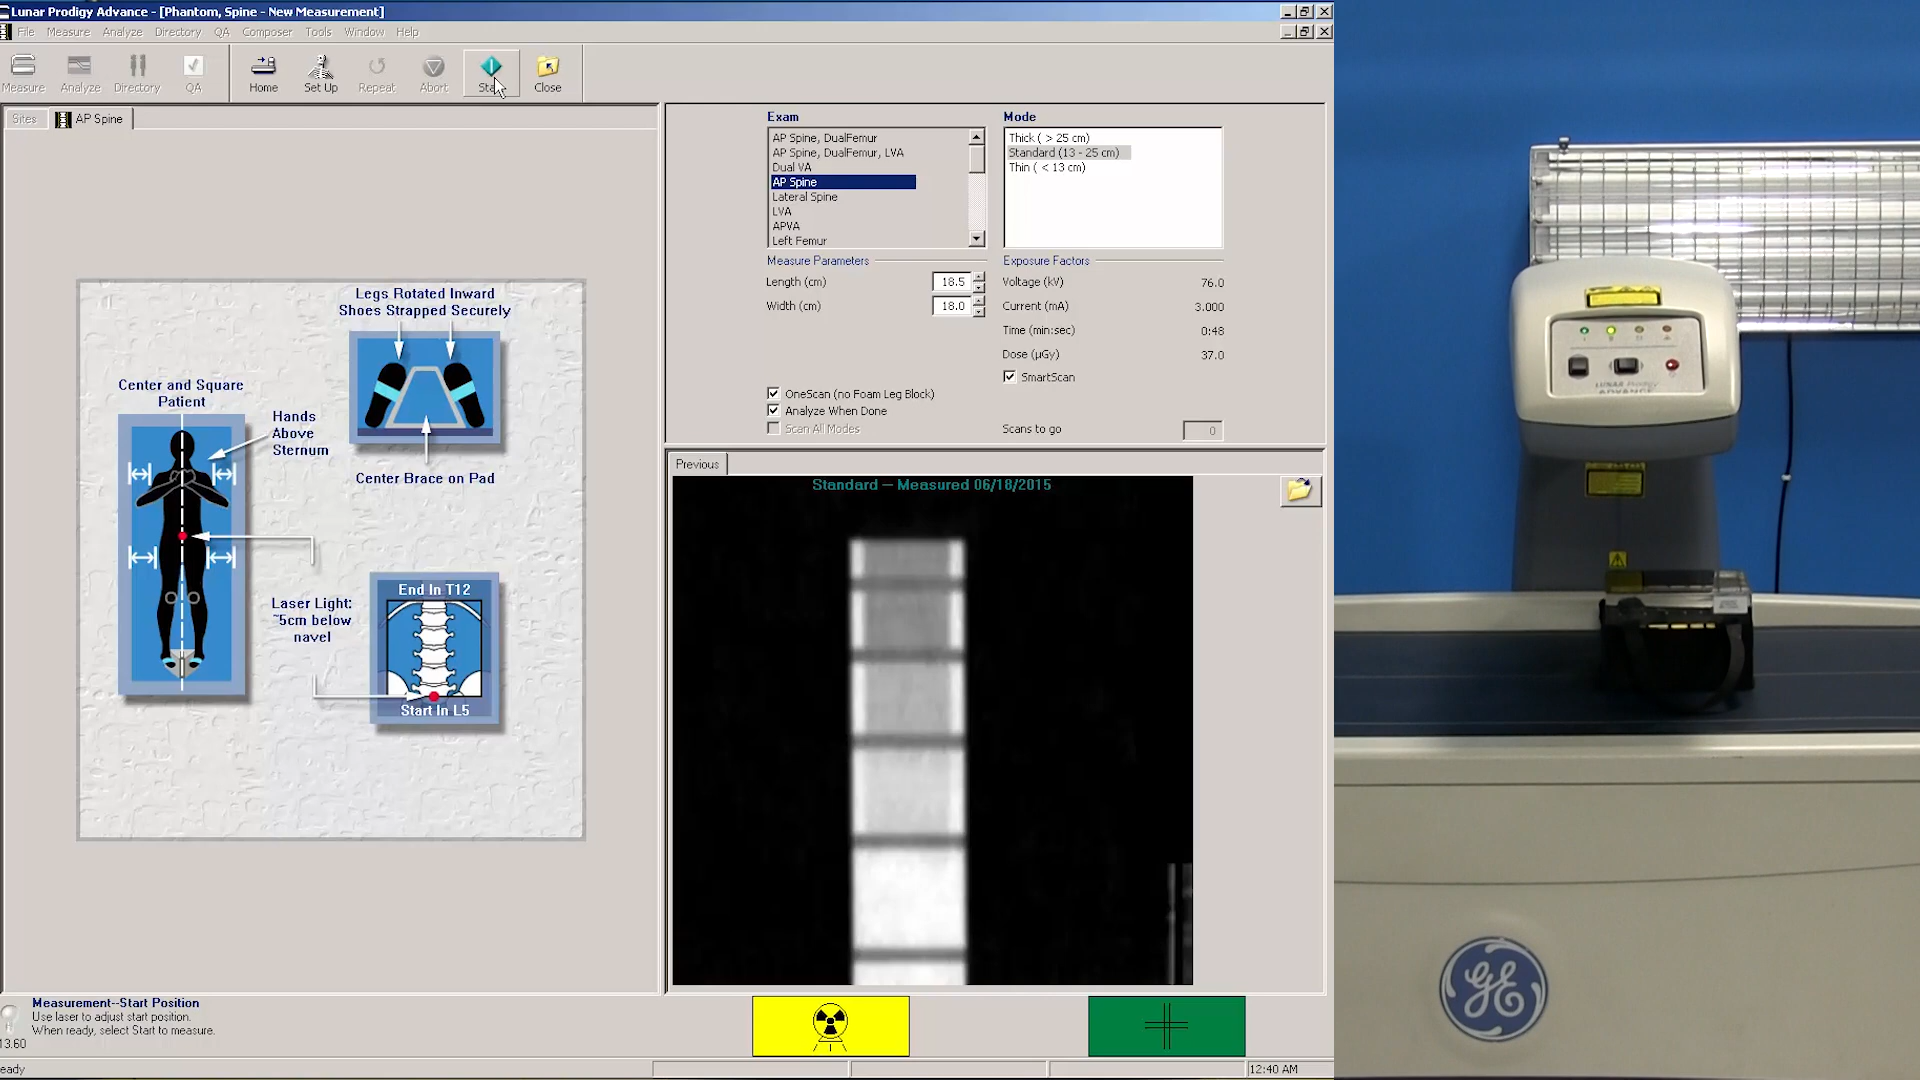 Lunar Prodigy Advance - [Phantom, Spine - New Measurement]
File Measure Analyze Directory QA Composer Tools Window Help
Measure Analyze Directory QA Home Set Up Repeat Abort Close
Sites AP Spine
Legs Rotated Inward
Shoes Strapped Securely
Center and Square
Patient
Hands
Above
Sternum
Center Brace on Pad
Laser Light:
~5cm below
navel
End In T12
Start In L5
Exam
AP Spine, DualFemur
AP Spine, DualFemur, LVA
Dual VA
AP Spine
Lateral Spine
LVA
APVA
Left Femur
Mode
Thick ( > 25 cm)
Standard (13 - 25 cm)
Thin ( < 13 cm)
Measure Parameters
Length (cm) 18.5
Width (cm) 18.0
Exposure Factors
Voltage (kV) 76.0
Current (mA) 3.000
Time (min:sec) 0:48
Dose (µGy) 37.0
SmartScan
OneScan (no Foam Leg Block)
Analyze When Done
Scan All Modes
Scans to go 0
Previous
Standard — Measured 06/18/2015
Measurement--Start Position
Use laser to adjust start position.
When ready, select Start to measure.
13.60
eady
12:40 AM
LUNAR Prodigy
ADVANCE
GE